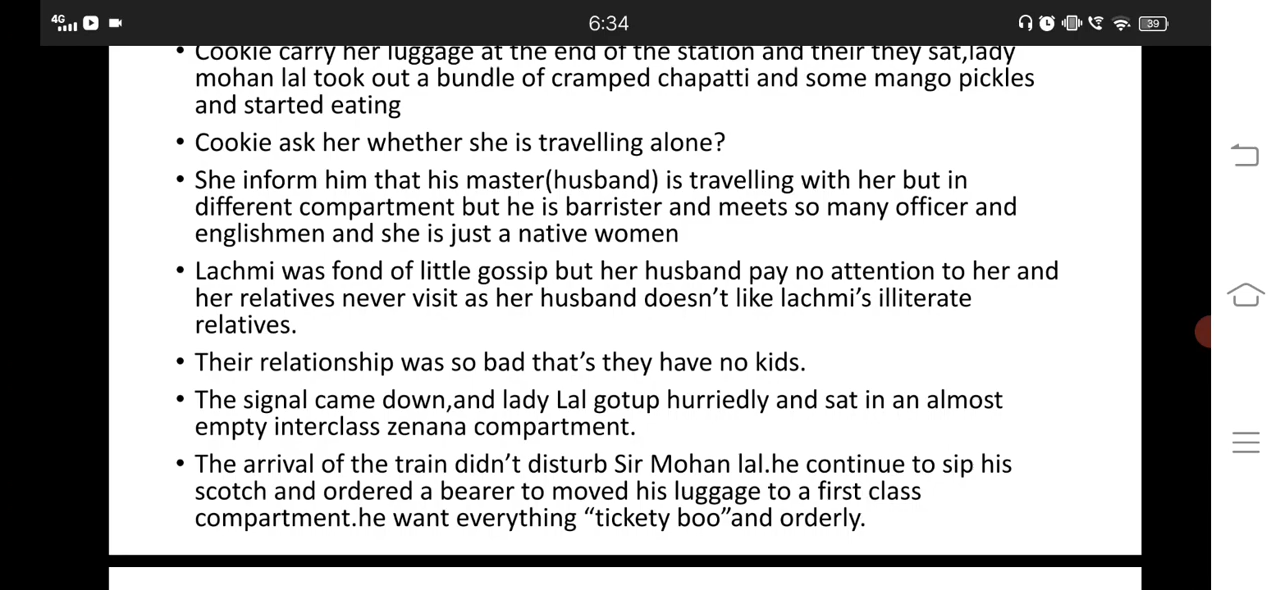 4G
6:34
39
• Cookie carry her luggage at the end of the station and their they sat,lady
mohan lal took out a bundle of cramped chapatti and some mango pickles
and started eating
• Cookie ask her whether she is travelling alone?
• She inform him that his master(husband) is travelling with her but in
different compartment but he is barrister and meets so many officer and
englishmen and she is just a native women
• Lachmi was fond of little gossip but her husband pay no attention to her and
her relatives never visit as her husband doesn’t like lachmi’s illiterate
relatives.
• Their relationship was so bad that’s they have no kids.
• The signal came down,and lady Lal gotup hurriedly and sat in an almost
empty interclass zenana compartment.
• The arrival of the train didn’t disturb Sir Mohan lal.he continue to sip his
scotch and ordered a bearer to moved his luggage to a first class
compartment.he want everything “tickety boo”and orderly.